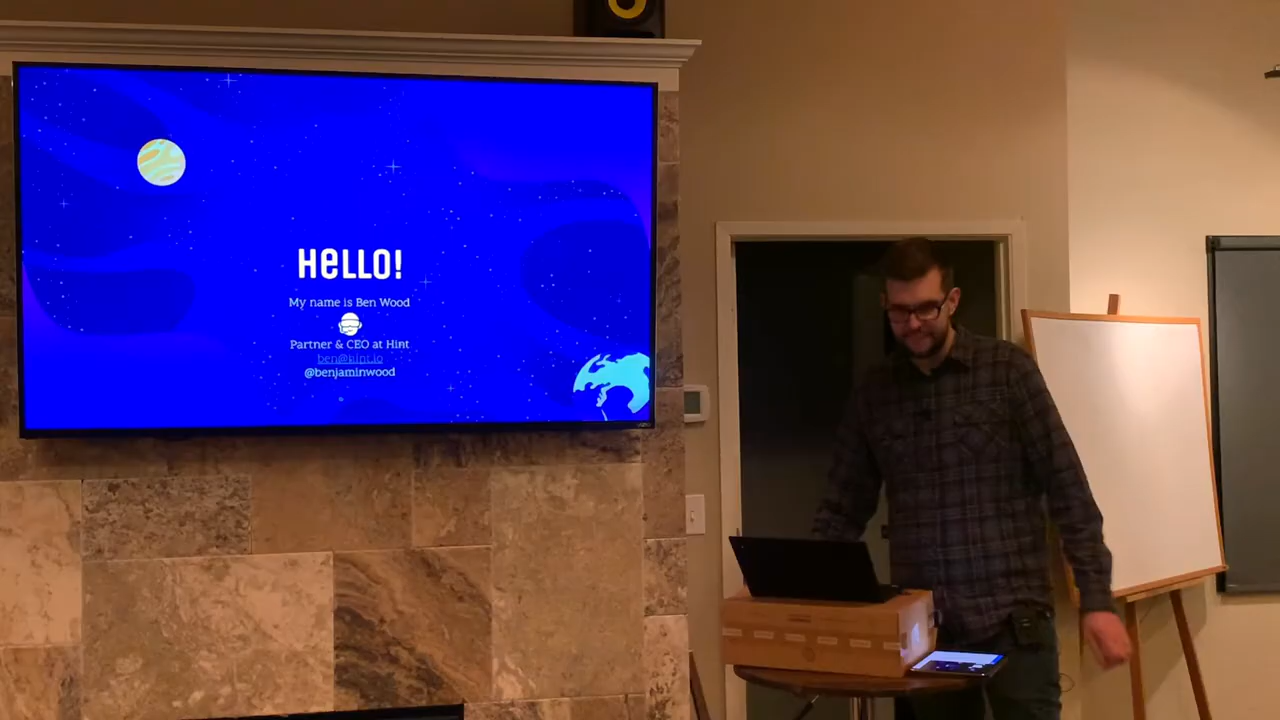 HeLLO!
My name is Ben Wood
Partner & CEO at Hint
ben@hint.io
@benjaminwood